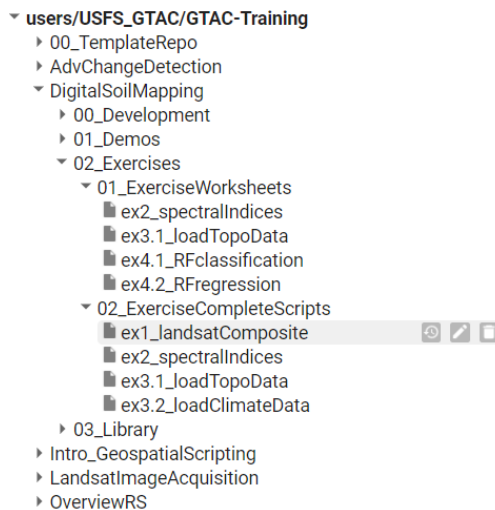 users/USFS_GTAC/GTAC-Training
00_TemplateRepo
AdvChangeDetection
DigitalSoilMapping
00_Development
01_Demos
02_Exercises
01_ExerciseWorksheets
ex2_spectralIndices
ex3.1_loadTopoData
ex4.1_RFclassification
ex4.2_RFregression
02_ExerciseCompleteScripts
ex1_landsatComposite
ex2_spectralIndices
ex3.1_loadTopoData
ex3.2_loadClimateData
03_Library
Intro_GeospatialScripting
LandsatImageAcquisition
OverviewRS